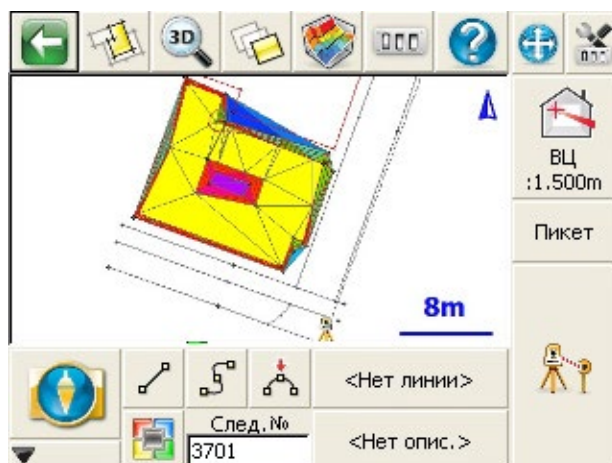 3D
ВЦ
:1.500m
Пикет
8m
<Нет линии>
След.№
3701
<Нет опис.>